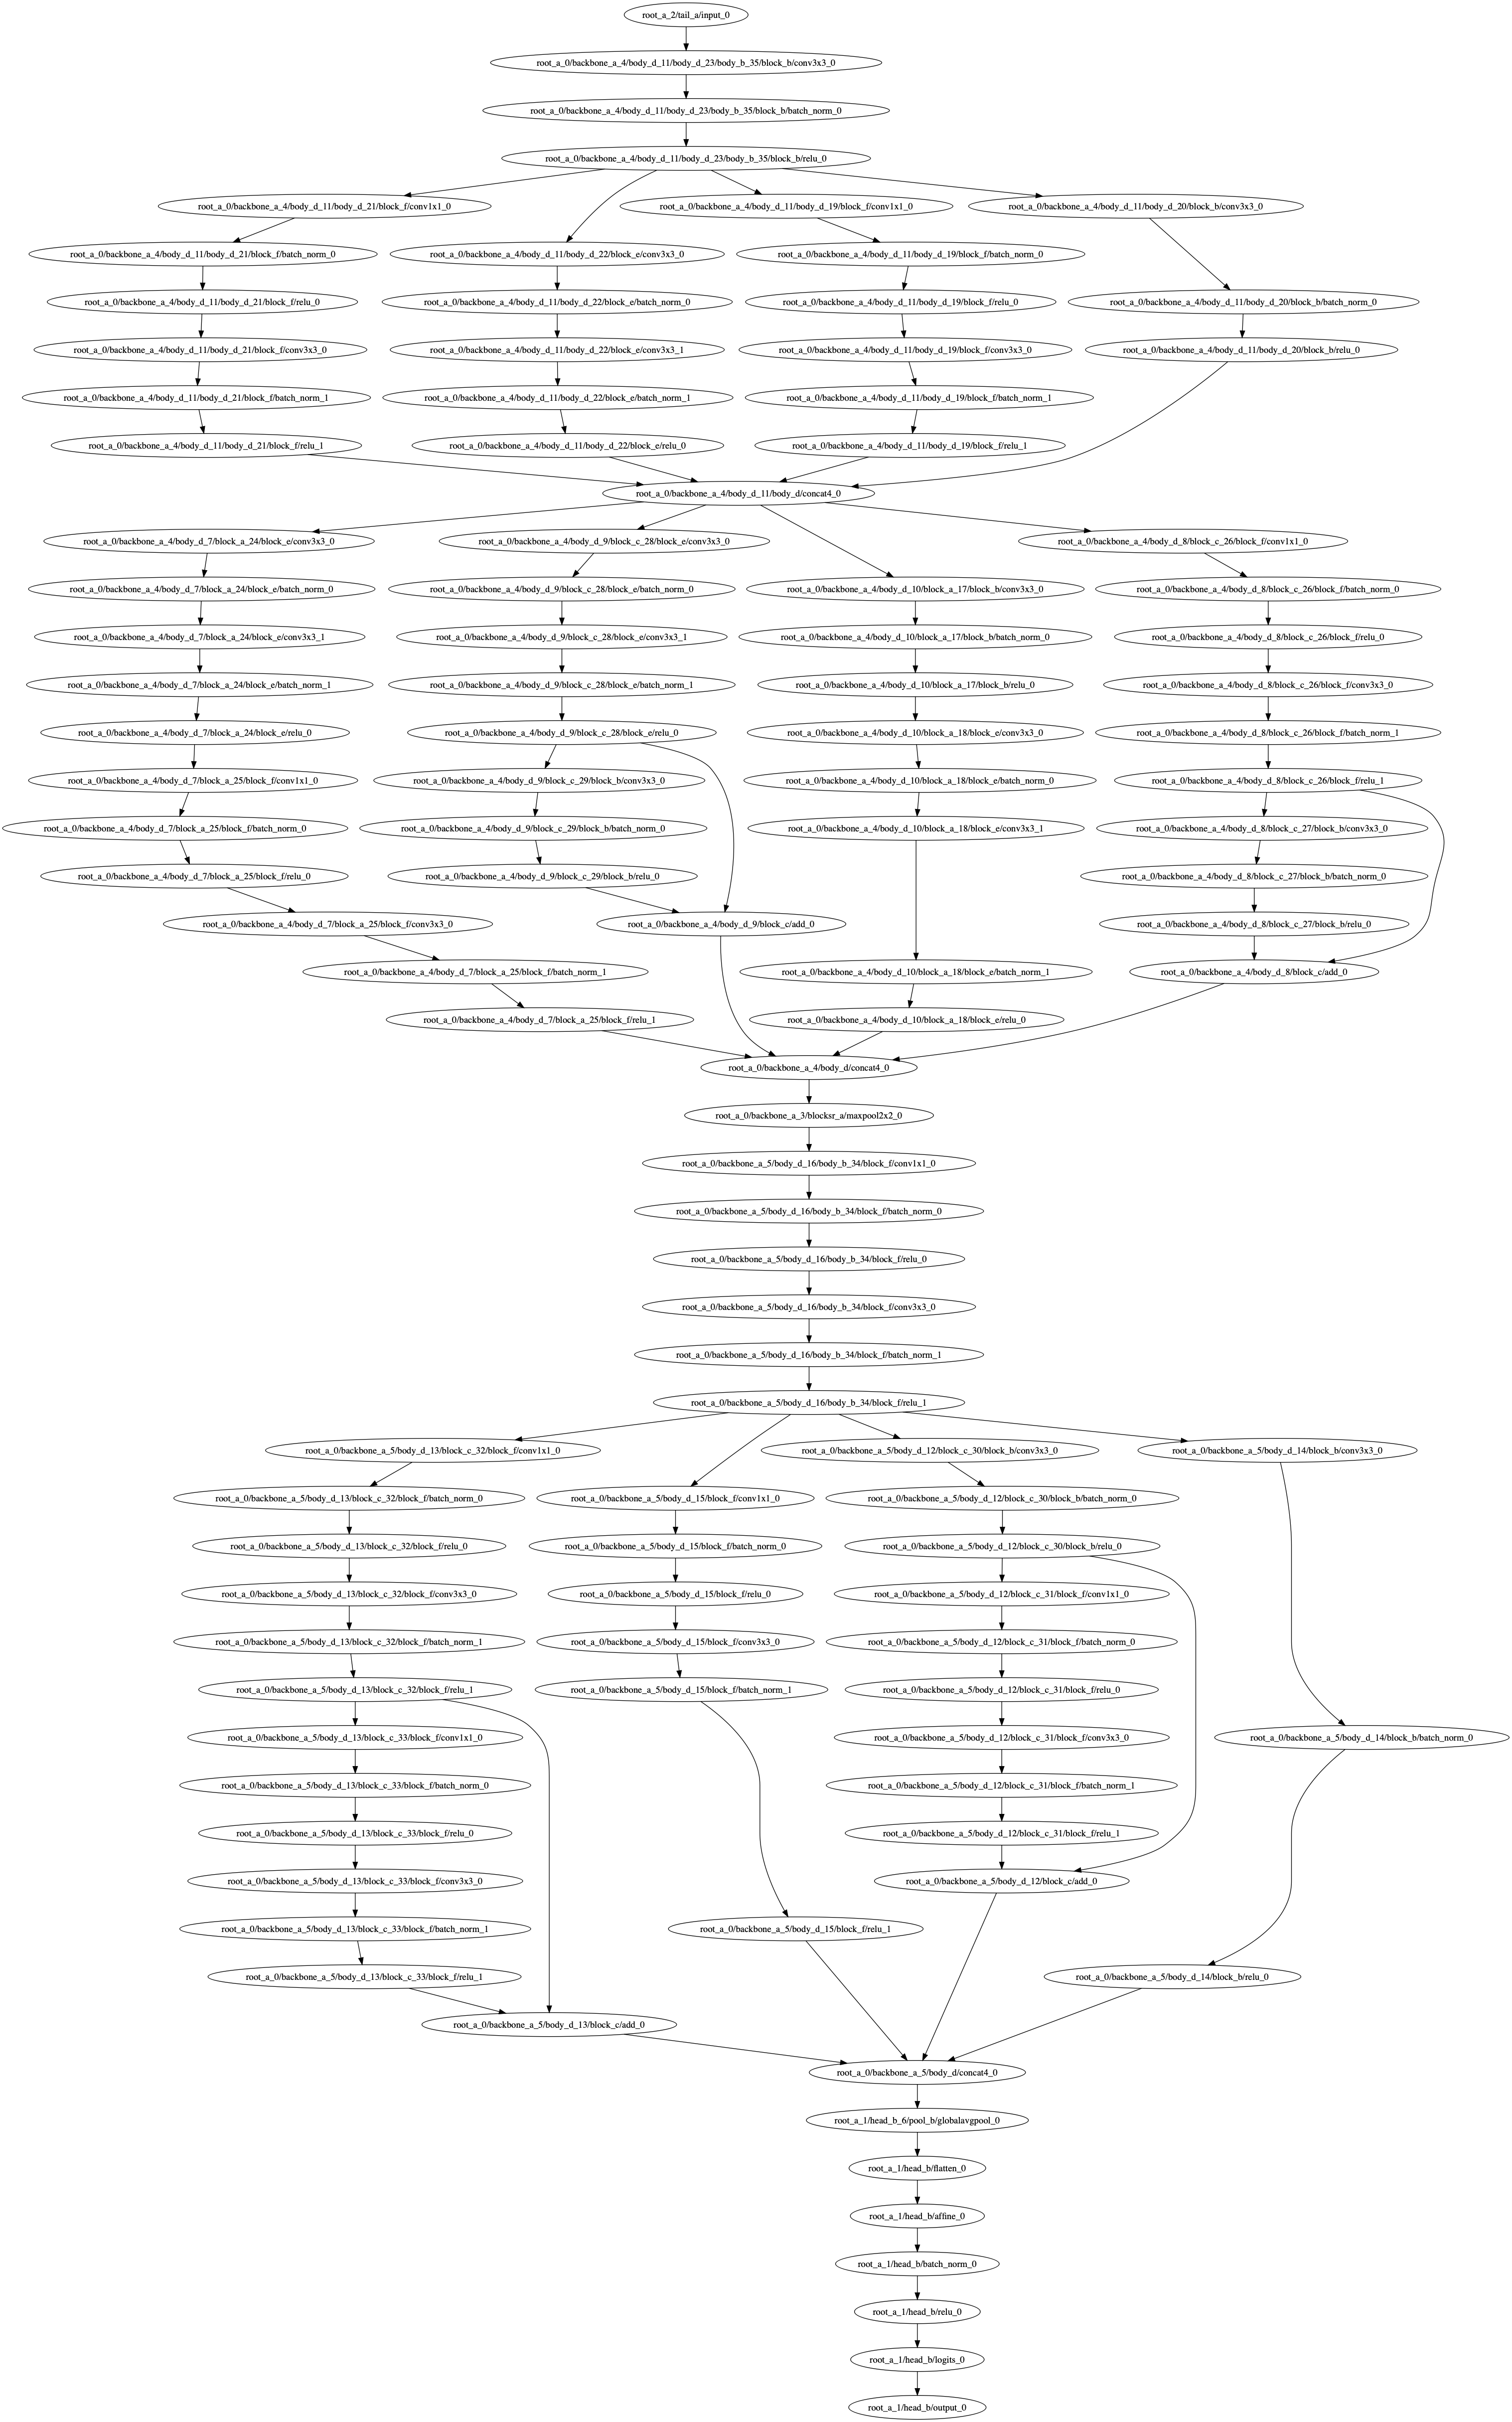 root_a_2/tail_a/input_0
root_a_0/backbone_a_4/body_d_11/body_d_23/body_b_35/block_b/conv3x3_0
root_a_0/backbone_a_4/body_d_11/body_d_23/body_b_35/block_b/batch_norm_0
root_a_0/backbone_a_4/body_d_11/body_d_23/body_b_35/block_b/relu_0
root_a_0/backbone_a_4/body_d_11/body_d_21/block_f/conv1x1_0
root_a_0/backbone_a_4/body_d_11/body_d_19/block_f/conv1x1_0
root_a_0/backbone_a_4/body_d_11/body_d_20/block_b/conv3x3_0
root_a_0/backbone_a_4/body_d_11/body_d_21/block_f/batch_norm_0
root_a_0/backbone_a_4/body_d_11/body_d_22/block_e/conv3x3_0
root_a_0/backbone_a_4/body_d_11/body_d_19/block_f/batch_norm_0
root_a_0/backbone_a_4/body_d_11/body_d_21/block_f/relu_0
root_a_0/backbone_a_4/body_d_11/body_d_22/block_e/batch_norm_0
root_a_0/backbone_a_4/body_d_11/body_d_19/block_f/relu_0
root_a_0/backbone_a_4/body_d_11/body_d_20/block_b/batch_norm_0
root_a_0/backbone_a_4/body_d_11/body_d_21/block_f/conv3x3_0
root_a_0/backbone_a_4/body_d_11/body_d_22/block_e/conv3x3_1
root_a_0/backbone_a_4/body_d_11/body_d_19/block_f/conv3x3_0
root_a_0/backbone_a_4/body_d_11/body_d_20/block_b/relu_0
root_a_0/backbone_a_4/body_d_11/body_d_21/block_f/batch_norm_1
root_a_0/backbone_a_4/body_d_11/body_d_22/block_e/batch_norm_1
root_a_0/backbone_a_4/body_d_11/body_d_19/block_f/batch_norm_1
root_a_0/backbone_a_4/body_d_11/body_d_21/block_f/relu_1
root_a_0/backbone_a_4/body_d_11/body_d_22/block_e/relu_0
root_a_0/backbone_a_4/body_d_11/body_d_19/block_f/relu_1
root_a_0/backbone_a_4/body_d_11/body_d/concat4_0
root_a_0/backbone_a_4/body_d_7/block_a_24/block_e/conv3x3_0
root_a_0/backbone_a_4/body_d_9/block_c_28/block_e/conv3x3_0
root_a_0/backbone_a_4/body_d_8/block_c_26/block_f/conv1x1_0
root_a_0/backbone_a_4/body_d_7/block_a_24/block_e/batch_norm_0
root_a_0/backbone_a_4/body_d_9/block_c_28/block_e/batch_norm_0
root_a_0/backbone_a_4/body_d_10/block_a_17/block_b/conv3x3_0
root_a_0/backbone_a_4/body_d_8/block_c_26/block_f/batch_norm_0
root_a_0/backbone_a_4/body_d_7/block_a_24/block_e/conv3x3_1
root_a_0/backbone_a_4/body_d_9/block_c_28/block_e/conv3x3_1
root_a_0/backbone_a_4/body_d_10/block_a_17/block_b/batch_norm_0
root_a_0/backbone_a_4/body_d_8/block_c_26/block_f/relu_0
root_a_0/backbone_a_4/body_d_7/block_a_24/block_e/batch_norm_1
root_a_0/backbone_a_4/body_d_9/block_c_28/block_e/batch_norm_1
root_a_0/backbone_a_4/body_d_10/block_a_17/block_b/relu_0
root_a_0/backbone_a_4/body_d_8/block_c_26/block_f/conv3x3_0
root_a_0/backbone_a_4/body_d_7/block_a_24/block_e/relu_0
root_a_0/backbone_a_4/body_d_9/block_c_28/block_e/relu_0
root_a_0/backbone_a_4/body_d_10/block_a_18/block_e/conv3x3_0
root_a_0/backbone_a_4/body_d_8/block_c_26/block_f/batch_norm_1
root_a_0/backbone_a_4/body_d_7/block_a_25/block_f/conv1x1_0
root_a_0/backbone_a_4/body_d_9/block_c_29/block_b/conv3x3_0
root_a_0/backbone_a_4/body_d_10/block_a_18/block_e/batch_norm_0
root_a_0/backbone_a_4/body_d_8/block_c_26/block_f/relu_1
root_a_0/backbone_a_4/body_d_7/block_a_25/block_f/batch_norm_0
root_a_0/backbone_a_4/body_d_9/block_c_29/block_b/batch_norm_0
root_a_0/backbone_a_4/body_d_10/block_a_18/block_e/conv3x3_1
root_a_0/backbone_a_4/body_d_8/block_c_27/block_b/conv3x3_0
root_a_0/backbone_a_4/body_d_7/block_a_25/block_f/relu_0
root_a_0/backbone_a_4/body_d_9/block_c_29/block_b/relu_0
root_a_0/backbone_a_4/body_d_8/block_c_27/block_b/batch_norm_0
root_a_0/backbone_a_4/body_d_7/block_a_25/block_f/conv3x3_0
root_a_0/backbone_a_4/body_d_9/block_c/add_0
root_a_0/backbone_a_4/body_d_8/block_c_27/block_b/relu_0
root_a_0/backbone_a_4/body_d_7/block_a_25/block_f/batch_norm_1
root_a_0/backbone_a_4/body_d_10/block_a_18/block_e/batch_norm_1
root_a_0/backbone_a_4/body_d_8/block_c/add_0
root_a_0/backbone_a_4/body_d_7/block_a_25/block_f/relu_1
root_a_0/backbone_a_4/body_d_10/block_a_18/block_e/relu_0
root_a_0/backbone_a_4/body_d/concat4_0
root_a_0/backbone_a_3/blocksr_a/maxpool2x2_0
root_a_0/backbone_a_5/body_d_16/body_b_34/block_f/conv1x1_0
root_a_0/backbone_a_5/body_d_16/body_b_34/block_f/batch_norm_0
root_a_0/backbone_a_5/body_d_16/body_b_34/block_f/relu_0
root_a_0/backbone_a_5/body_d_16/body_b_34/block_f/conv3x3_0
root_a_0/backbone_a_5/body_d_16/body_b_34/block_f/batch_norm_1
root_a_0/backbone_a_5/body_d_16/body_b_34/block_f/relu_1
root_a_0/backbone_a_5/body_d_13/block_c_32/block_f/conv1x1_0
root_a_0/backbone_a_5/body_d_12/block_c_30/block_b/conv3x3_0
root_a_0/backbone_a_5/body_d_14/block_b/conv3x3_0
root_a_0/backbone_a_5/body_d_13/block_c_32/block_f/batch_norm_0
root_a_0/backbone_a_5/body_d_15/block_f/conv1x1_0
root_a_0/backbone_a_5/body_d_12/block_c_30/block_b/batch_norm_0
root_a_0/backbone_a_5/body_d_13/block_c_32/block_f/relu_0
root_a_0/backbone_a_5/body_d_15/block_f/batch_norm_0
root_a_0/backbone_a_5/body_d_12/block_c_30/block_b/relu_0
root_a_0/backbone_a_5/body_d_13/block_c_32/block_f/conv3x3_0
root_a_0/backbone_a_5/body_d_15/block_f/relu_0
root_a_0/backbone_a_5/body_d_12/block_c_31/block_f/conv1x1_0
root_a_0/backbone_a_5/body_d_13/block_c_32/block_f/batch_norm_1
root_a_0/backbone_a_5/body_d_15/block_f/conv3x3_0
root_a_0/backbone_a_5/body_d_12/block_c_31/block_f/batch_norm_0
root_a_0/backbone_a_5/body_d_13/block_c_32/block_f/relu_1
root_a_0/backbone_a_5/body_d_15/block_f/batch_norm_1
root_a_0/backbone_a_5/body_d_12/block_c_31/block_f/relu_0
root_a_0/backbone_a_5/body_d_13/block_c_33/block_f/conv1x1_0
root_a_0/backbone_a_5/body_d_12/block_c_31/block_f/conv3x3_0
root_a_0/backbone_a_5/body_d_14/block_b/batch_norm_0
root_a_0/backbone_a_5/body_d_13/block_c_33/block_f/batch_norm_0
root_a_0/backbone_a_5/body_d_12/block_c_31/block_f/batch_norm_1
root_a_0/backbone_a_5/body_d_13/block_c_33/block_f/relu_0
root_a_0/backbone_a_5/body_d_12/block_c_31/block_f/relu_1
root_a_0/backbone_a_5/body_d_13/block_c_33/block_f/conv3x3_0
root_a_0/backbone_a_5/body_d_12/block_c/add_0
root_a_0/backbone_a_5/body_d_13/block_c_33/block_f/batch_norm_1
root_a_0/backbone_a_5/body_d_15/block_f/relu_1
root_a_0/backbone_a_5/body_d_13/block_c_33/block_f/relu_1
root_a_0/backbone_a_5/body_d_14/block_b/relu_0
root_a_0/backbone_a_5/body_d_13/block_c/add_0
root_a_0/backbone_a_5/body_d/concat4_0
root_a_1/head_b_6/pool_b/globalavgpool_0
root_a_1/head_b/flatten_0
root_a_1/head_b/affine_0
root_a_1/head_b/batch_norm_0
root_a_1/head_b/relu_0
root_a_1/head_b/logits_0
root_a_1/head_b/output_0